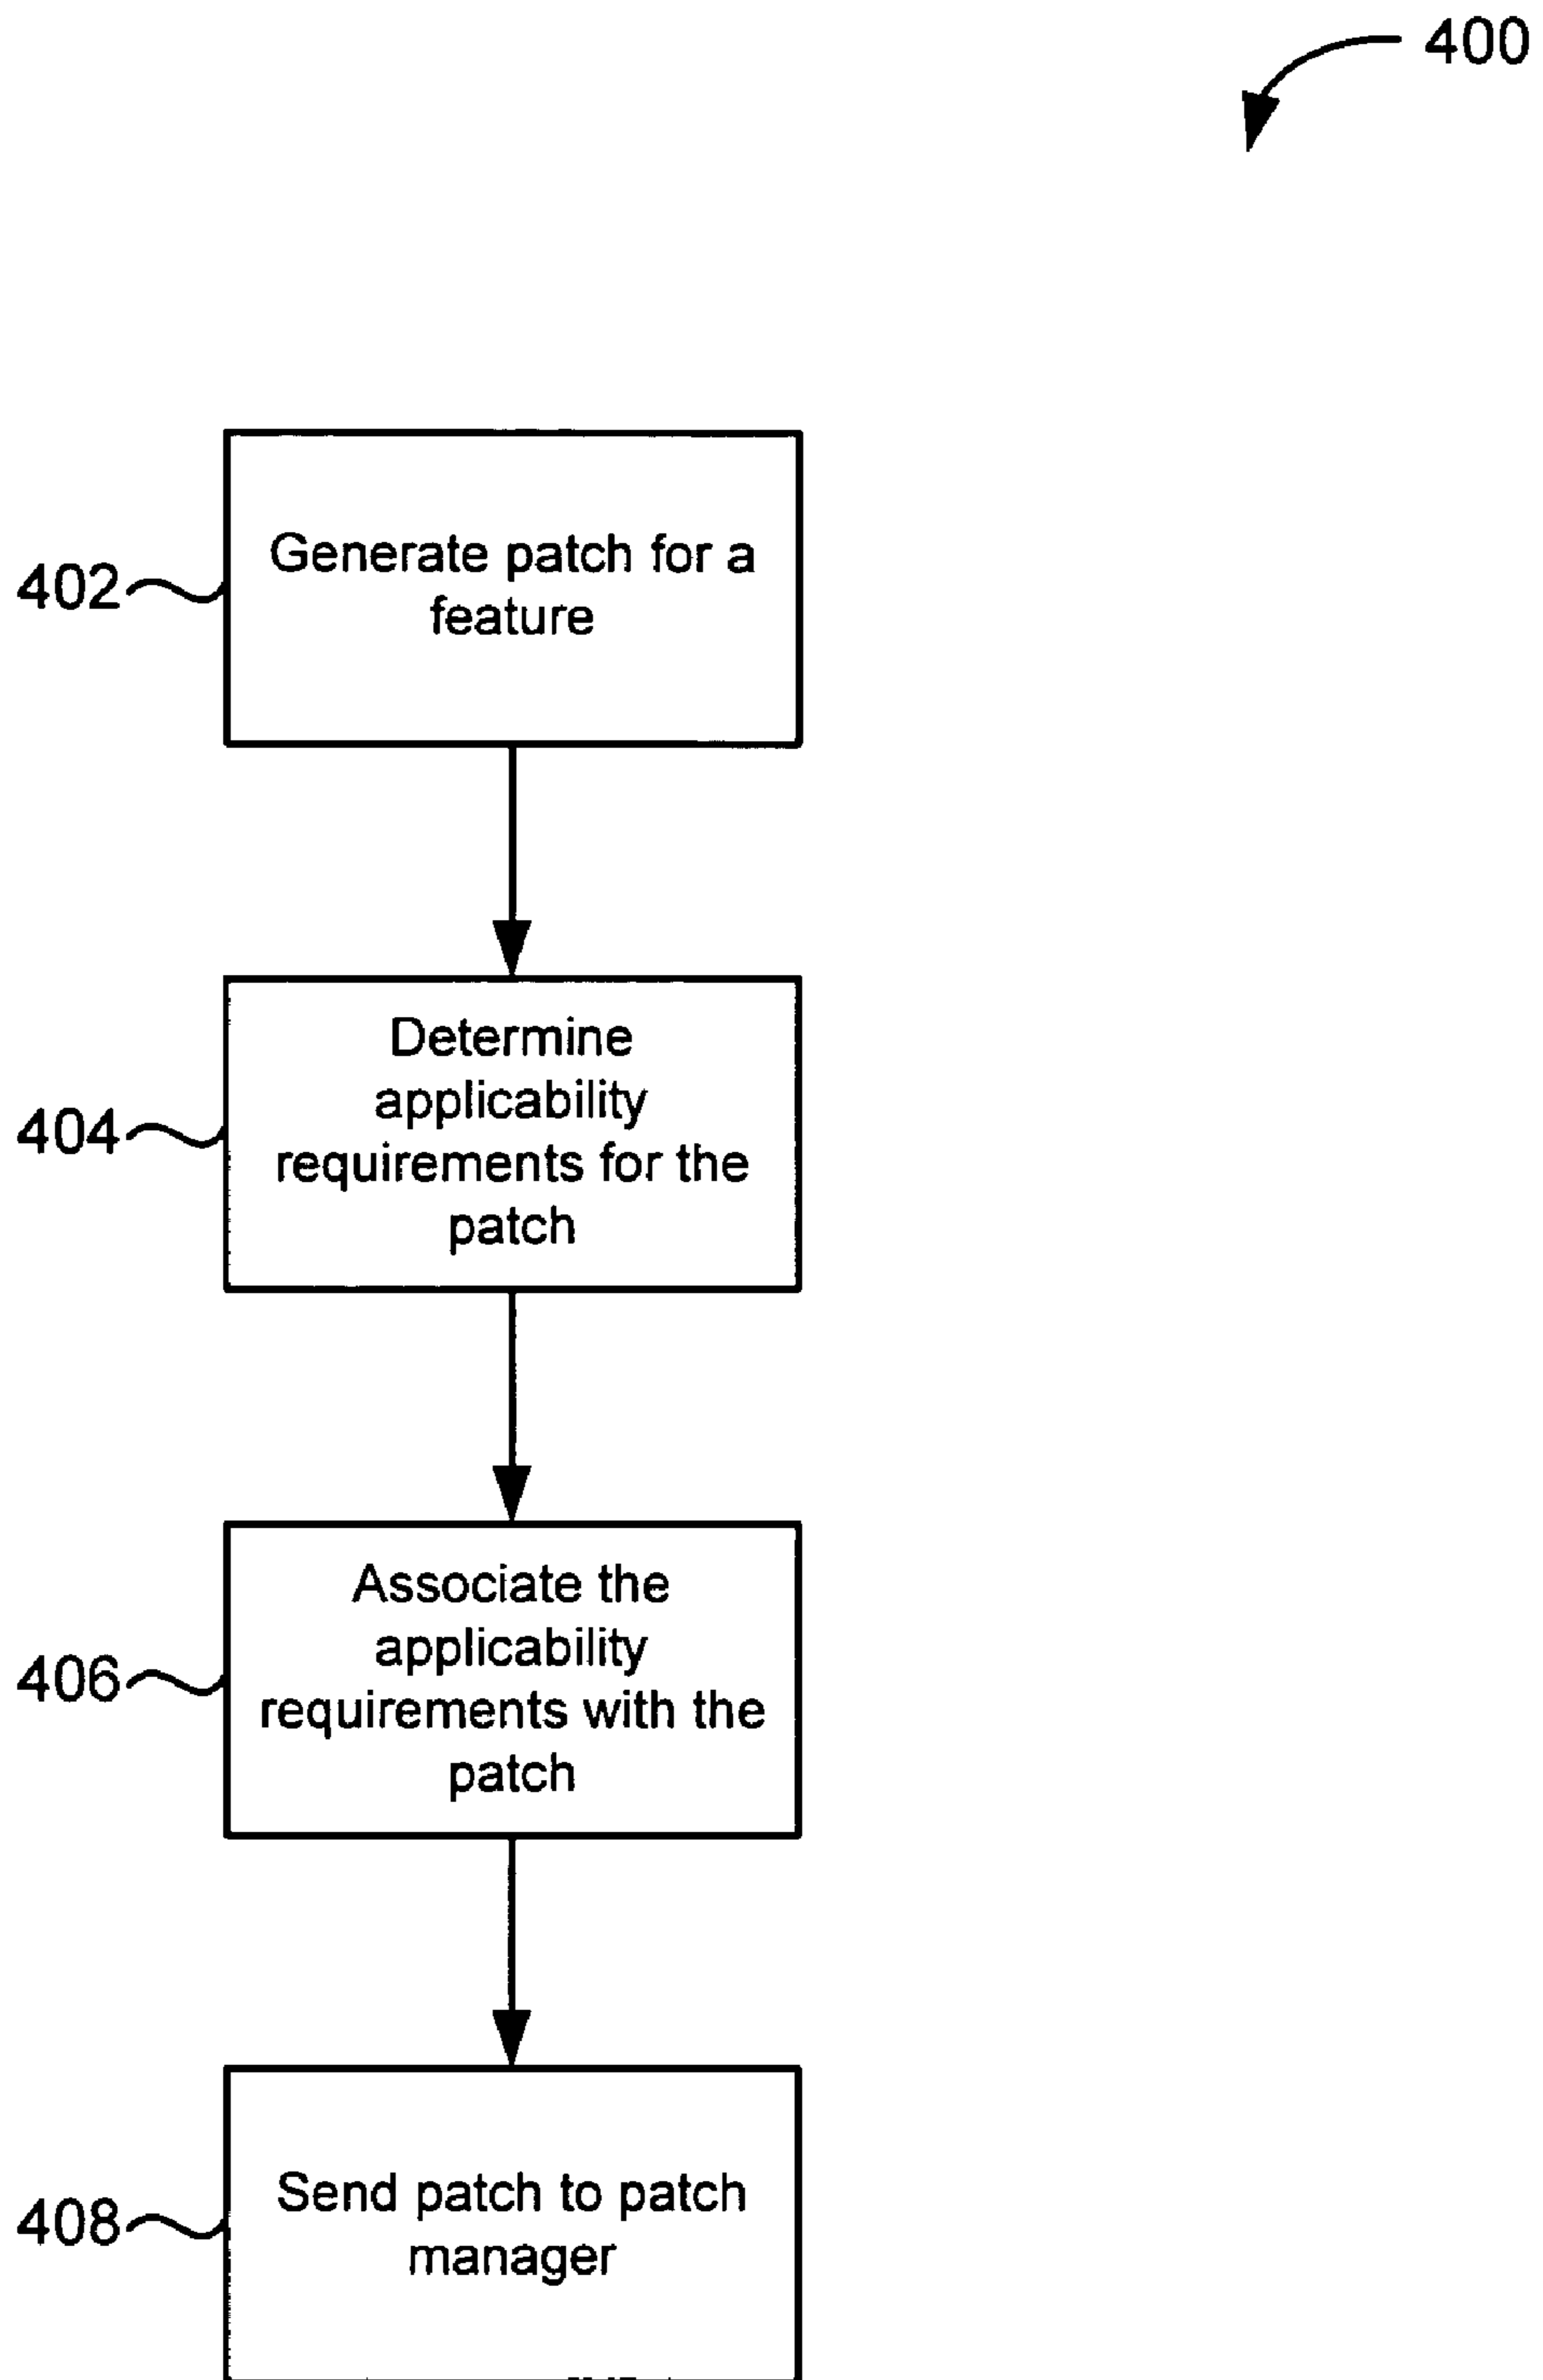 400
402
Generate patch for a
feature
404
Determine
applicability
requirements for the
patch
406
Associate the
applicability
requirements with the
patch
408
Send patch to patch
manager